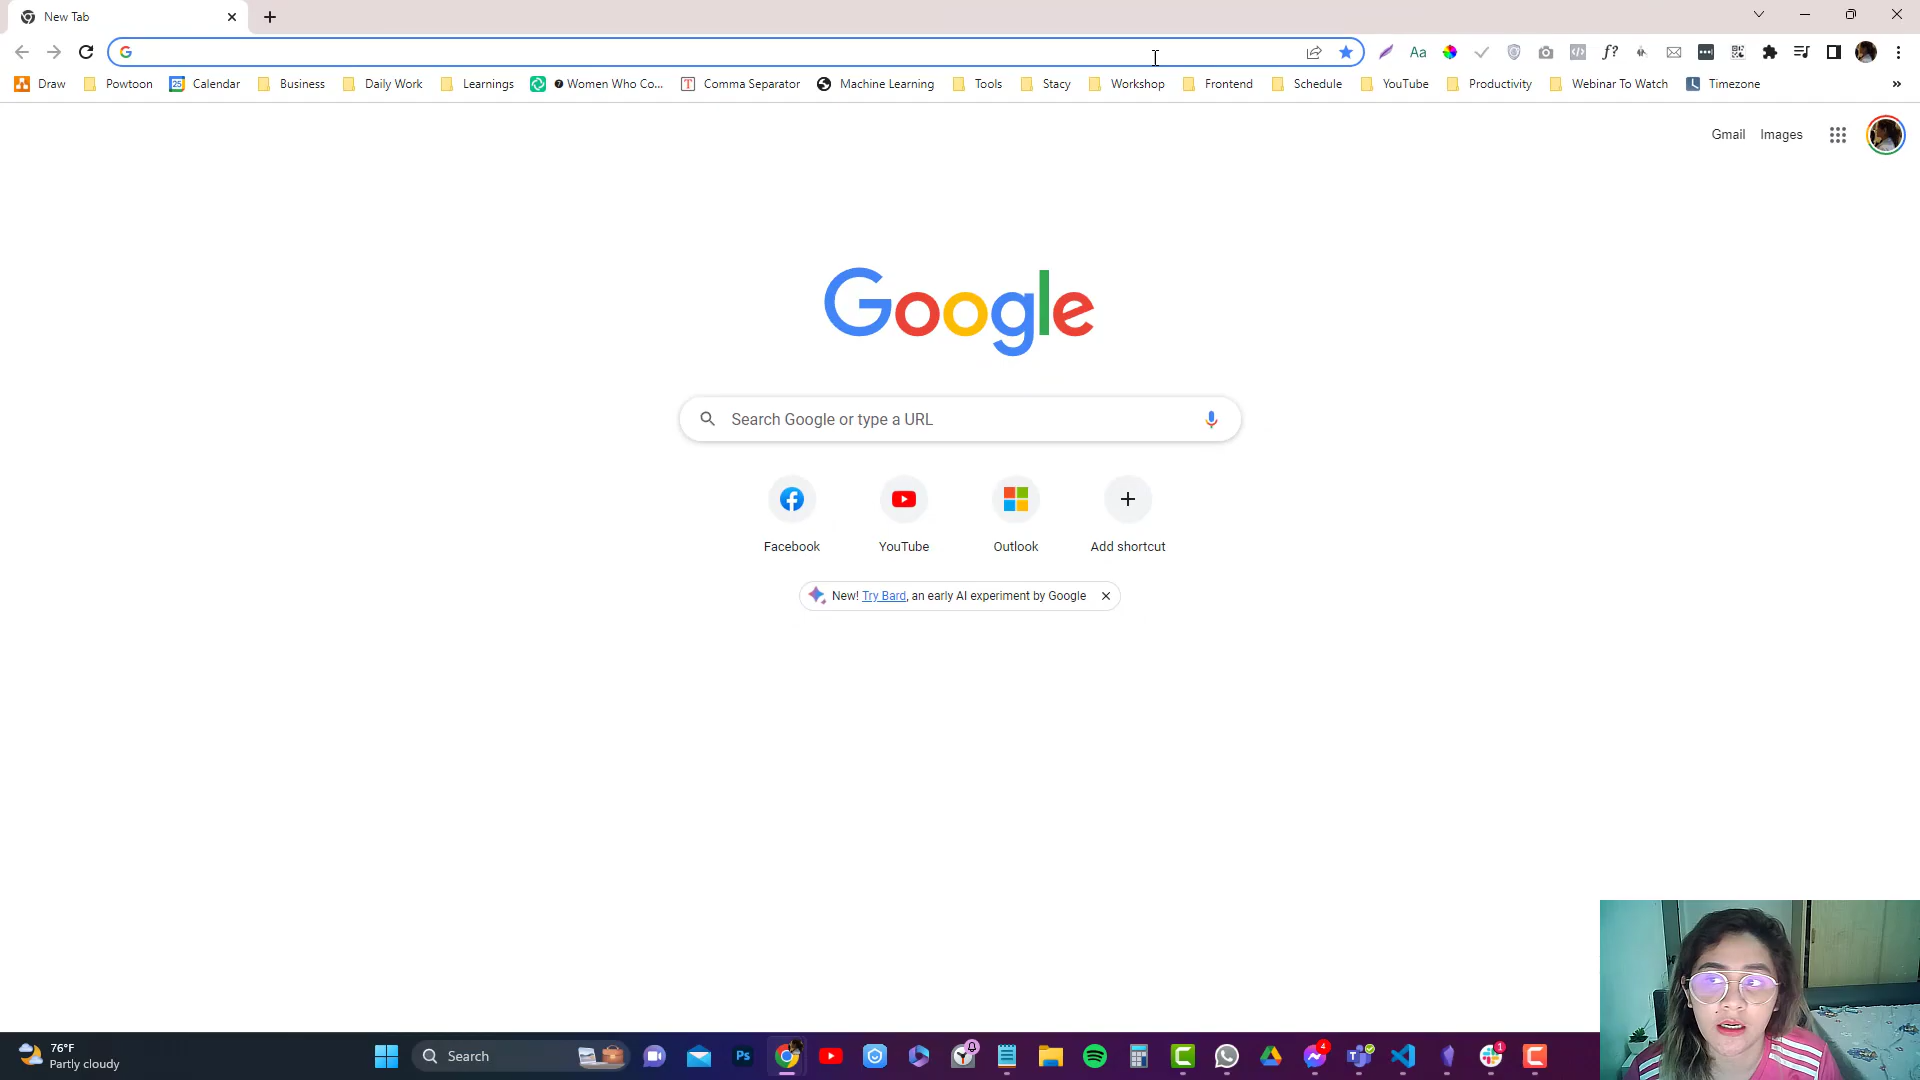 New Tab
Draw Powtoon Calendar Business Daily Work Learnings Women Who Co... Comma Separator Machine Learning Tools Stacy Workshop Frontend Schedule YouTube Productivity Webinar To Watch Timezone »
Gmail Images
Google
Search Google or type a URL
Facebook YouTube Outlook Add shortcut
New! Try Bard, an early AI experiment by Google
76°F
Partly cloudy
Search